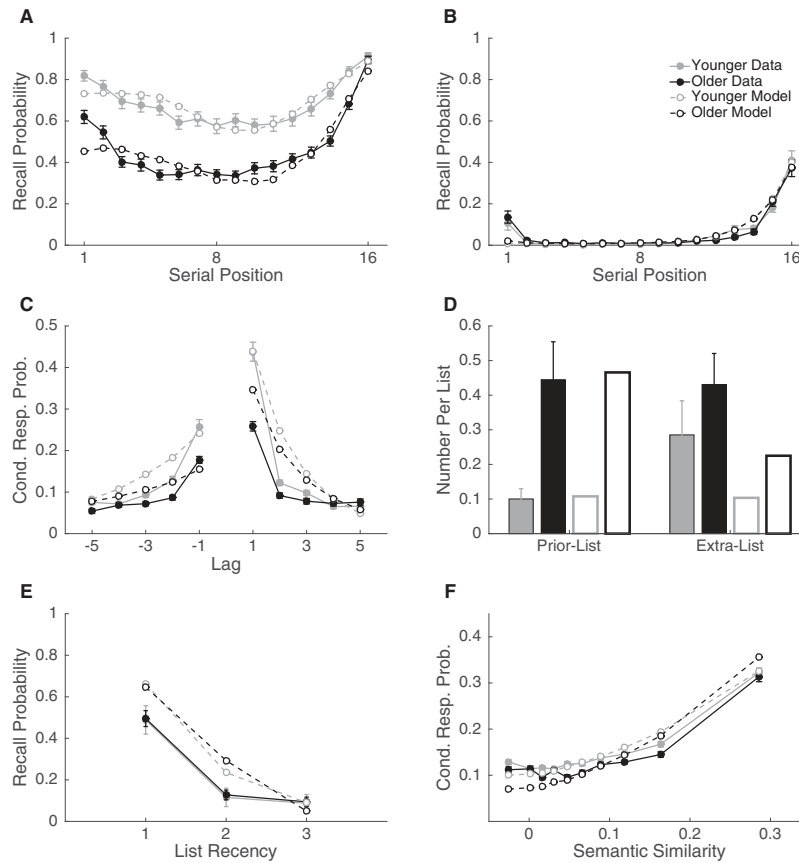 A
Recall Probability
1
0.8
0.6
0.4
0.2
0
1
8
16
Serial Position
B
Recall Probability
1
0.8
0.6
0.4
0.2
0
1
8
16
Serial Position
Younger Data
Older Data
Younger Model
Older Model
C
Cond. Resp. Prob.
0.5
0.4
0.3
0.2
0.1
0
-5
-3
-1
1
3
5
Lag
D
Number Per List
0.6
0.5
0.4
0.3
0.2
0.1
0
Prior-List
Extra-List
E
Recall Probability
1
0.8
0.6
0.4
0.2
0
1
2
3
List Recency
F
Cond. Resp. Prob.
0.4
0.3
0.2
0.1
0
0.1
0.2
0.3
Semantic Similarity